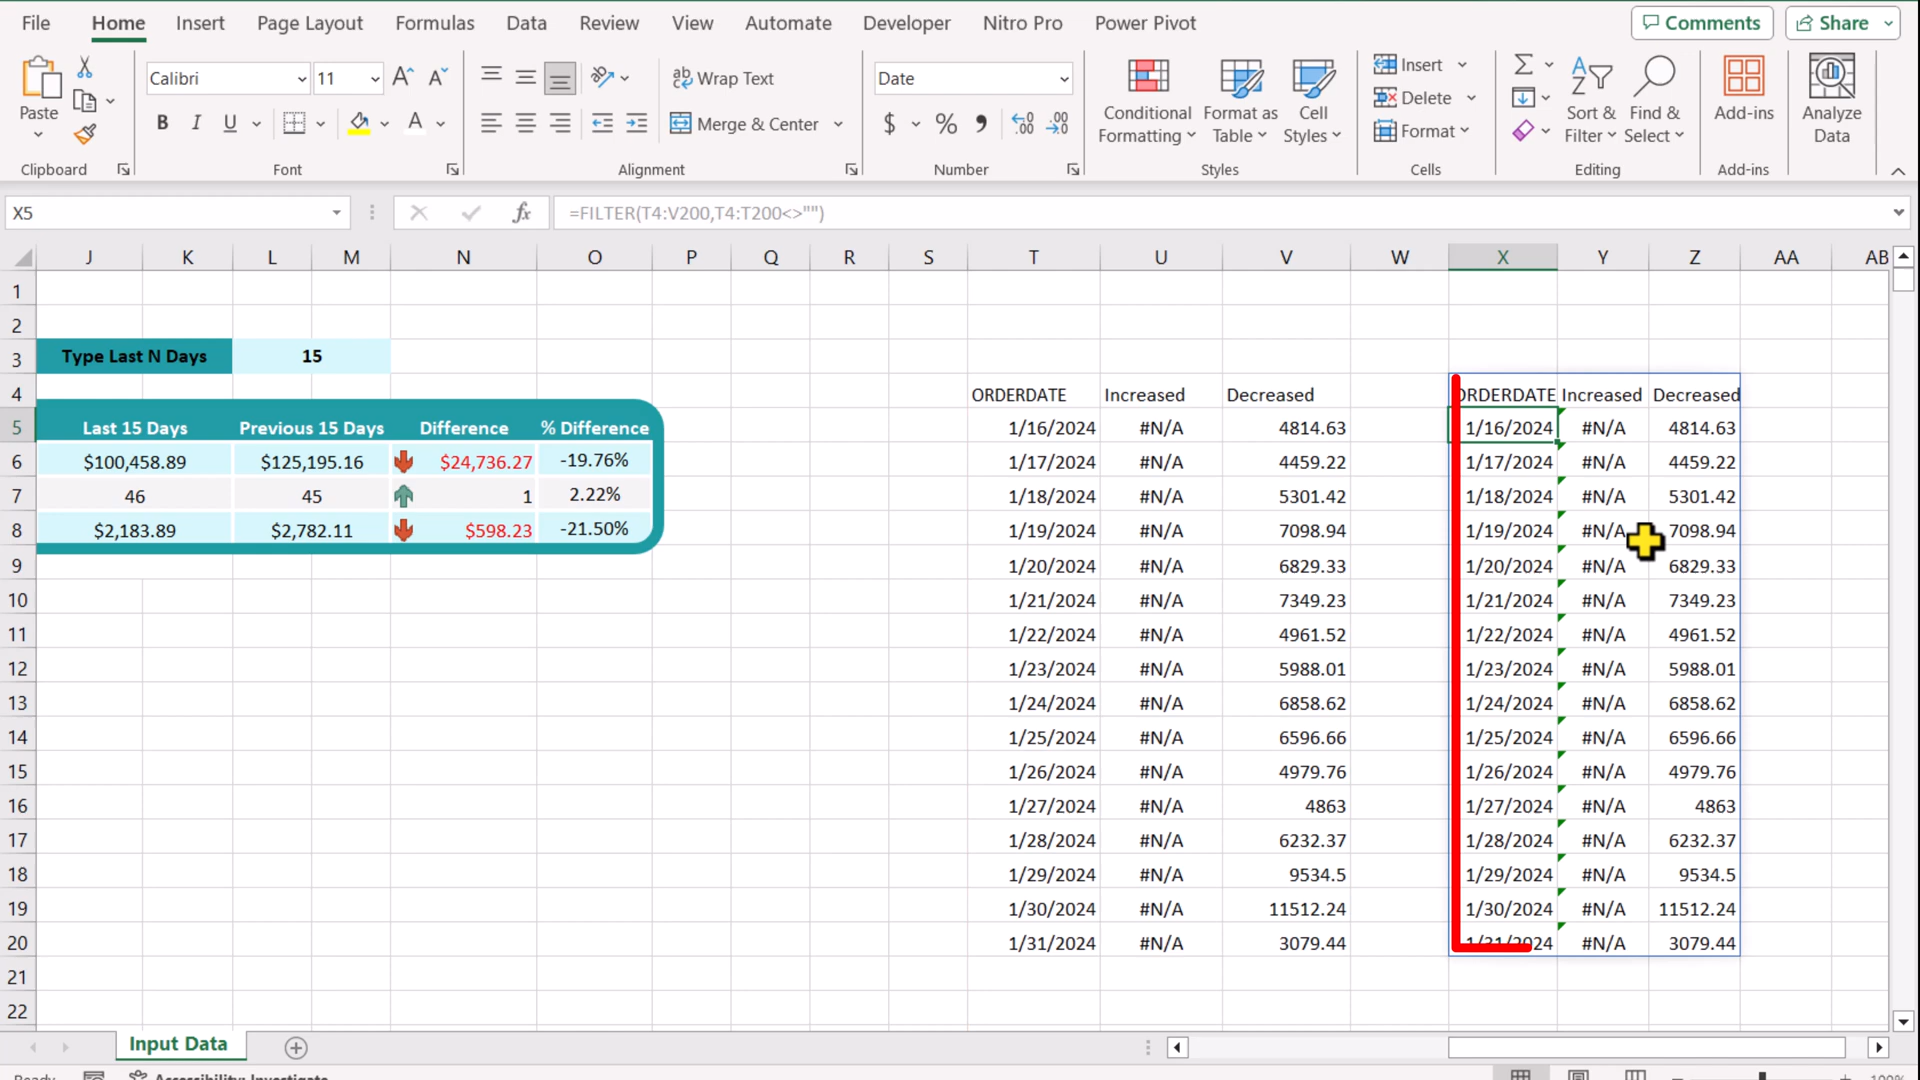 File Home Insert Page Layout Formulas Data Review View Automate Developer Nitro Pro Power Pivot Comments Share
Calibri 11 Wrap Text Date Insert
Paste B I U A Merge & Center $ % Conditional Formatting Format as Table Cell Styles Delete Format Sort & Filter Find & Select Add-ins Analyze Data
Clipboard Font Alignment Number Styles Cells Editing Add-ins
X5 fx =FILTER(T4:V200,T4:T200<>"")
J K L M N O P Q R S T U V W X Y Z AA AB
1
2
3 Type Last N Days 15
4 ORDERDATE Increased Decreased ORDERDATE Increased Decreased
5 Last 15 Days Previous 15 Days Difference % Difference 1/16/2024 #N/A 4814.63 1/16/2024 #N/A 4814.63
6 $100,458.89 $125,195.16 $24,736.27 -19.76% 1/17/2024 #N/A 4459.22 1/17/2024 #N/A 4459.22
7 46 45 1 2.22% 1/18/2024 #N/A 5301.42 1/18/2024 #N/A 5301.42
8 $2,183.89 $2,782.11 $598.23 -21.50% 1/19/2024 #N/A 7098.94 1/19/2024 #N/A 7098.94
9 1/20/2024 #N/A 6829.33 1/20/2024 #N/A 6829.33
10 1/21/2024 #N/A 7349.23 1/21/2024 #N/A 7349.23
11 1/22/2024 #N/A 4961.52 1/22/2024 #N/A 4961.52
12 1/23/2024 #N/A 5988.01 1/23/2024 #N/A 5988.01
13 1/24/2024 #N/A 6858.62 1/24/2024 #N/A 6858.62
14 1/25/2024 #N/A 6596.66 1/25/2024 #N/A 6596.66
15 1/26/2024 #N/A 4979.76 1/26/2024 #N/A 4979.76
16 1/27/2024 #N/A 4863 1/27/2024 #N/A 4863
17 1/28/2024 #N/A 6232.37 1/28/2024 #N/A 6232.37
18 1/29/2024 #N/A 9534.5 1/29/2024 #N/A 9534.5
19 1/30/2024 #N/A 11512.24 1/30/2024 #N/A 11512.24
20 1/31/2024 #N/A 3079.44 1/31/2024 #N/A 3079.44
21
22
Input Data
Ready Accessibility: Investigate 100%